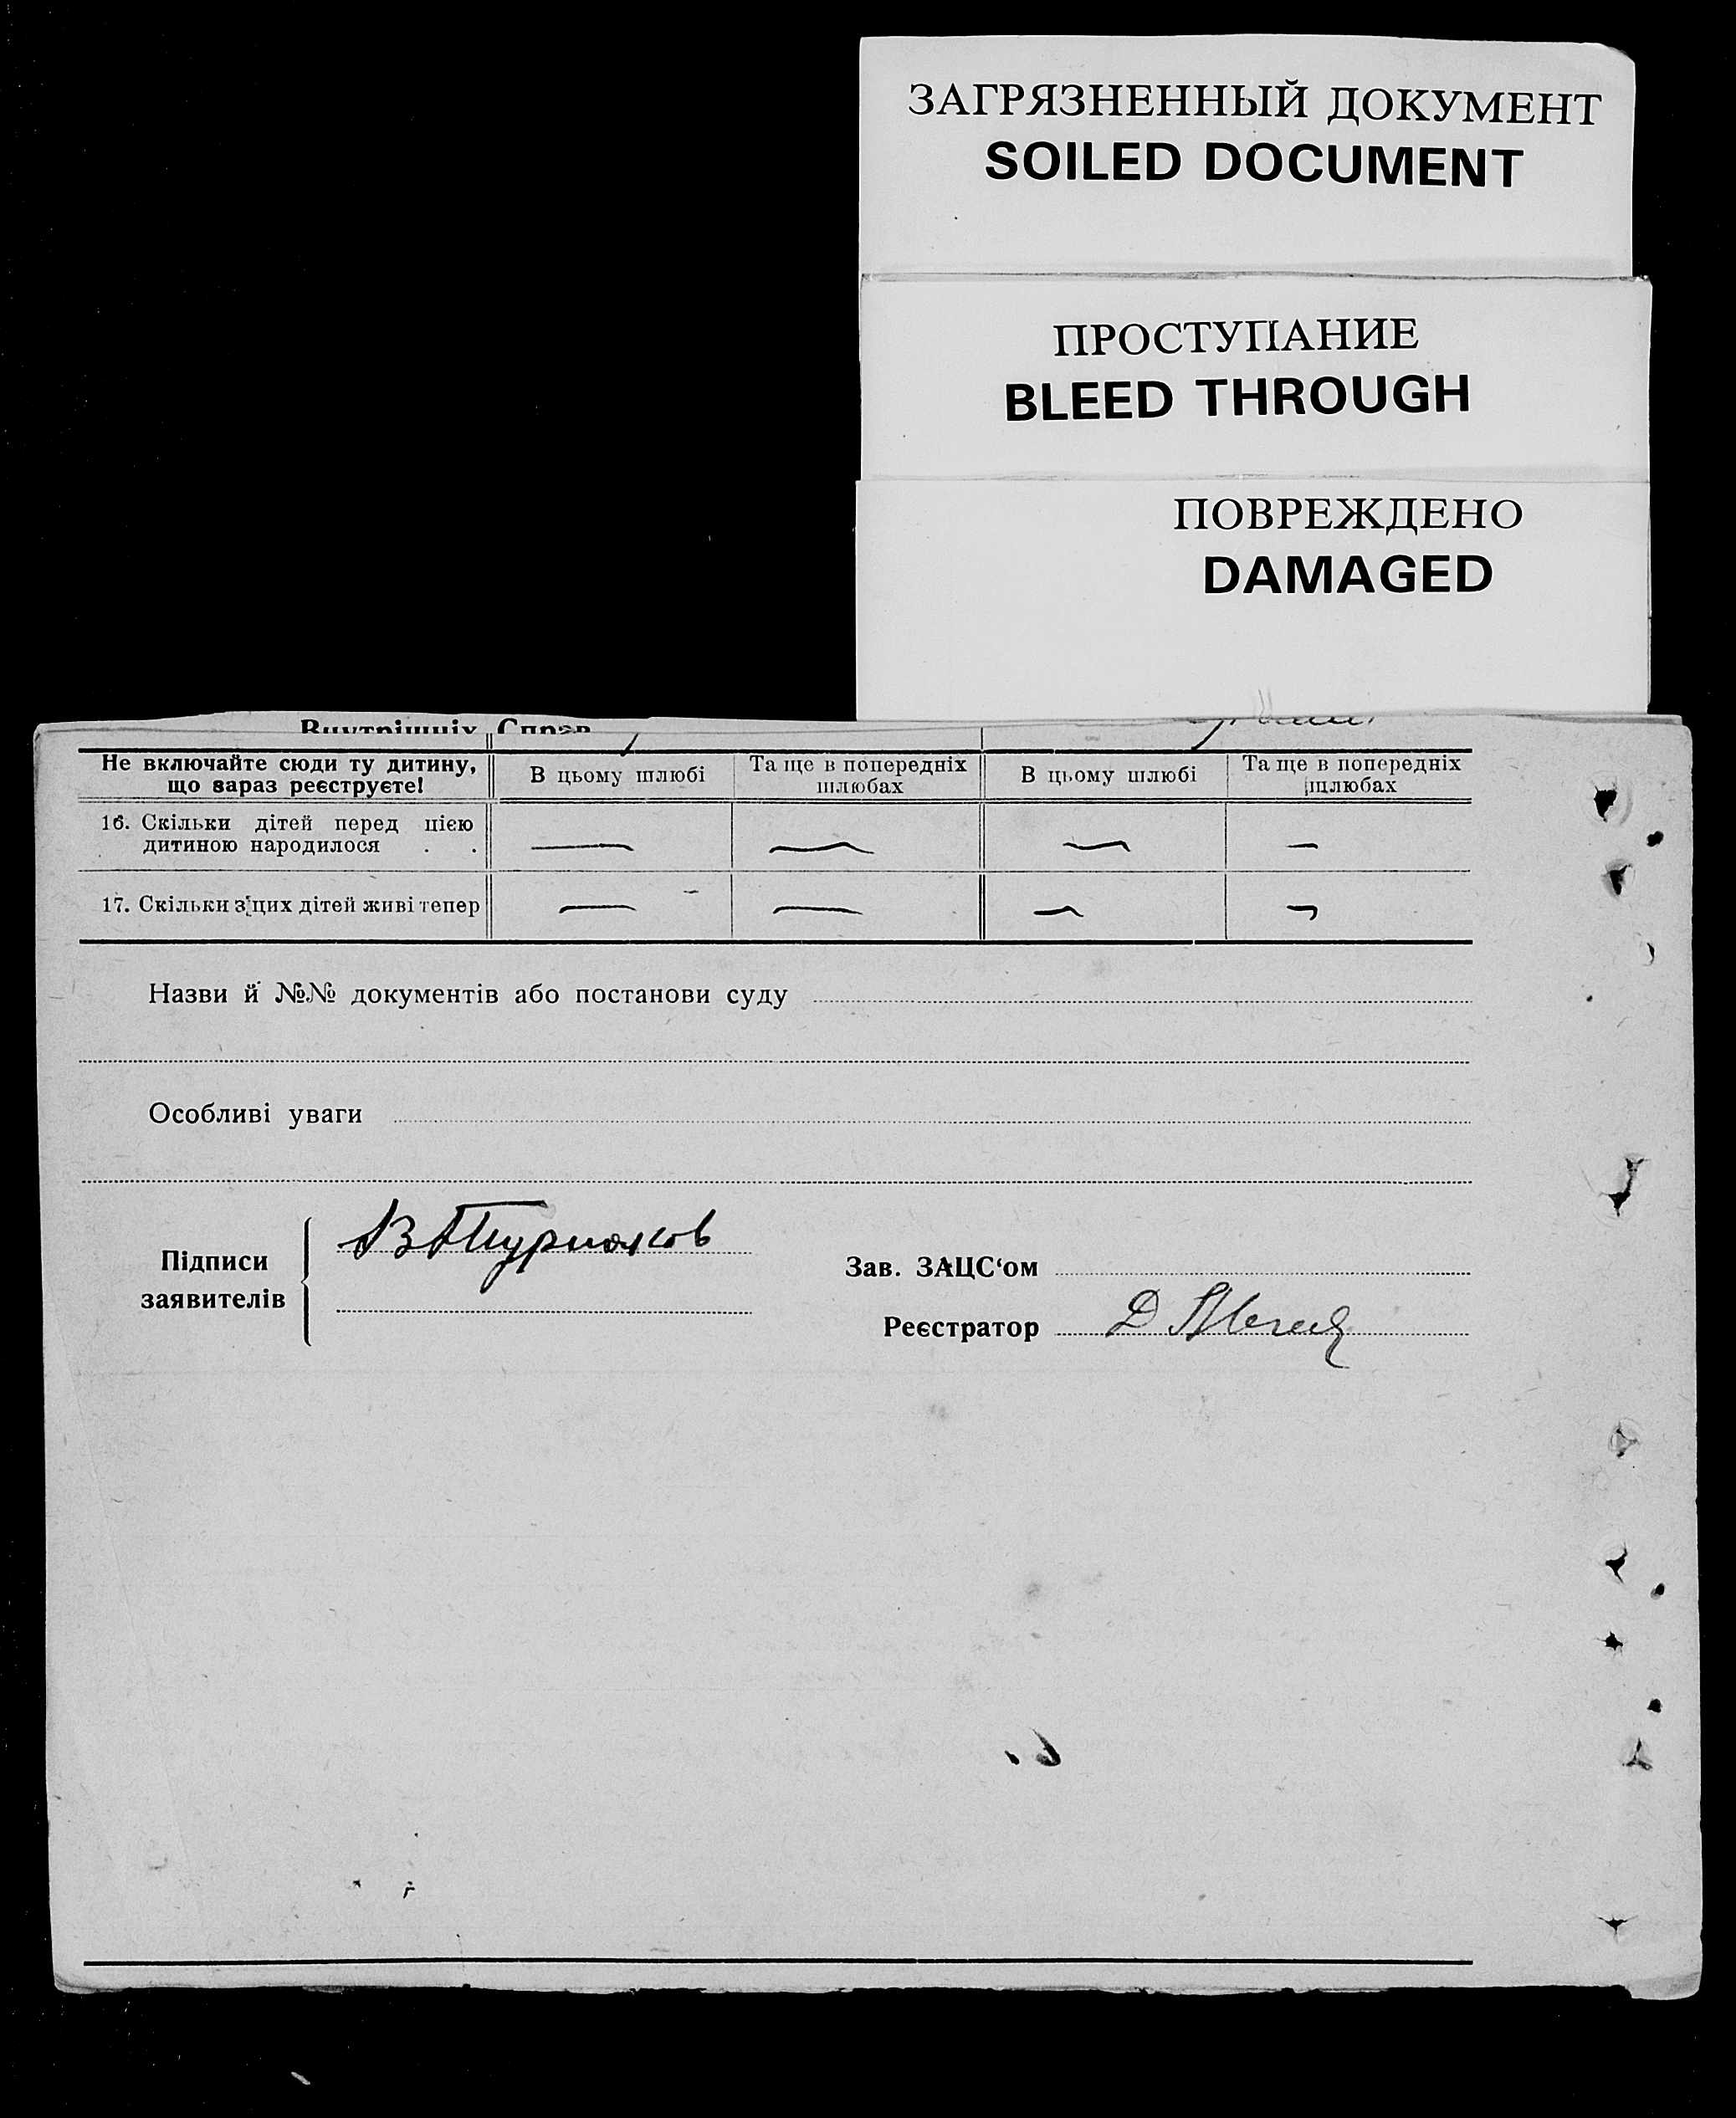 ЗАГРЯЗНЕННЫЙ ДОКУМЕНТ
SOILED DOCUMENT
ПРОСТУПАНИЕ
BLEED THROUGH
ПОВРЕЖДЕНО
DAMAGED
Внутрішніх Справ
Не включайте сюди ту дитину,
що зараз реєструєте!
В цьому шлюбі
Та ще в попередніх
шлюбах
В цьому шлюбі
Та ще в попередніх
шлюбах
16. Скільки дітей перед цією
дитиною народилося . .
— — — —
17. Скільки з цих дітей живі тепер
— — — —
Назви й №№ документів або постанови суду
Особливі уваги
Підписи
заявителів
Зав. ЗАЦС‘ом
Реєстратор